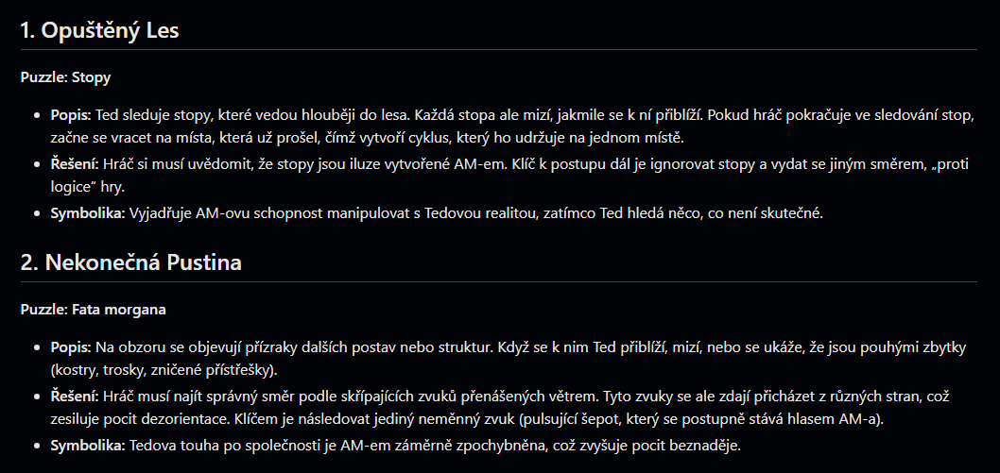 1. Opuštěný Les
Puzzle: Stopy
• Popis: Ted sleduje stopy, které vedou hlouběji do lesa. Každá stopa ale mizí, jakmile se k ní přiblíží. Pokud hráč pokračuje ve sledování stop,
začne se vracet na místa, která už prošel, čímž vytvoří cyklus, který ho udržuje na jednom místě.
• Řešení: Hráč si musí uvědomit, že stopy jsou iluze vytvořené AM-em. Klíč k postupu dál je ignorovat stopy a vydat se jiným směrem, „proti
logice“ hry.
• Symbolika: Vyjadřuje AM-ovu schopnost manipulovat s Tedovou realitou, zatímco Ted hledá něco, co není skutečné.
2. Nekonečná Pustina
Puzzle: Fata morgana
• Popis: Na obzoru se objevují přízraky dalších postav nebo struktur. Když se k nim Ted přiblíží, mizí, nebo se ukáže, že jsou pouhými zbytky
(kostry, trosky, zničené přístřešky).
• Řešení: Hráč musí najít správný směr podle skřípajících zvuků přenášených větrem. Tyto zvuky se ale zdají přicházet z různých stran, což
zesiluje pocit dezorientace. Klíčem je následovat jediný neměnný zvuk (pulsující šepot, který se postupně stává hlasem AM-a).
• Symbolika: Tedova touha po společnosti je AM-em záměrně zpochybněna, což zvyšuje pocit beznaděje.